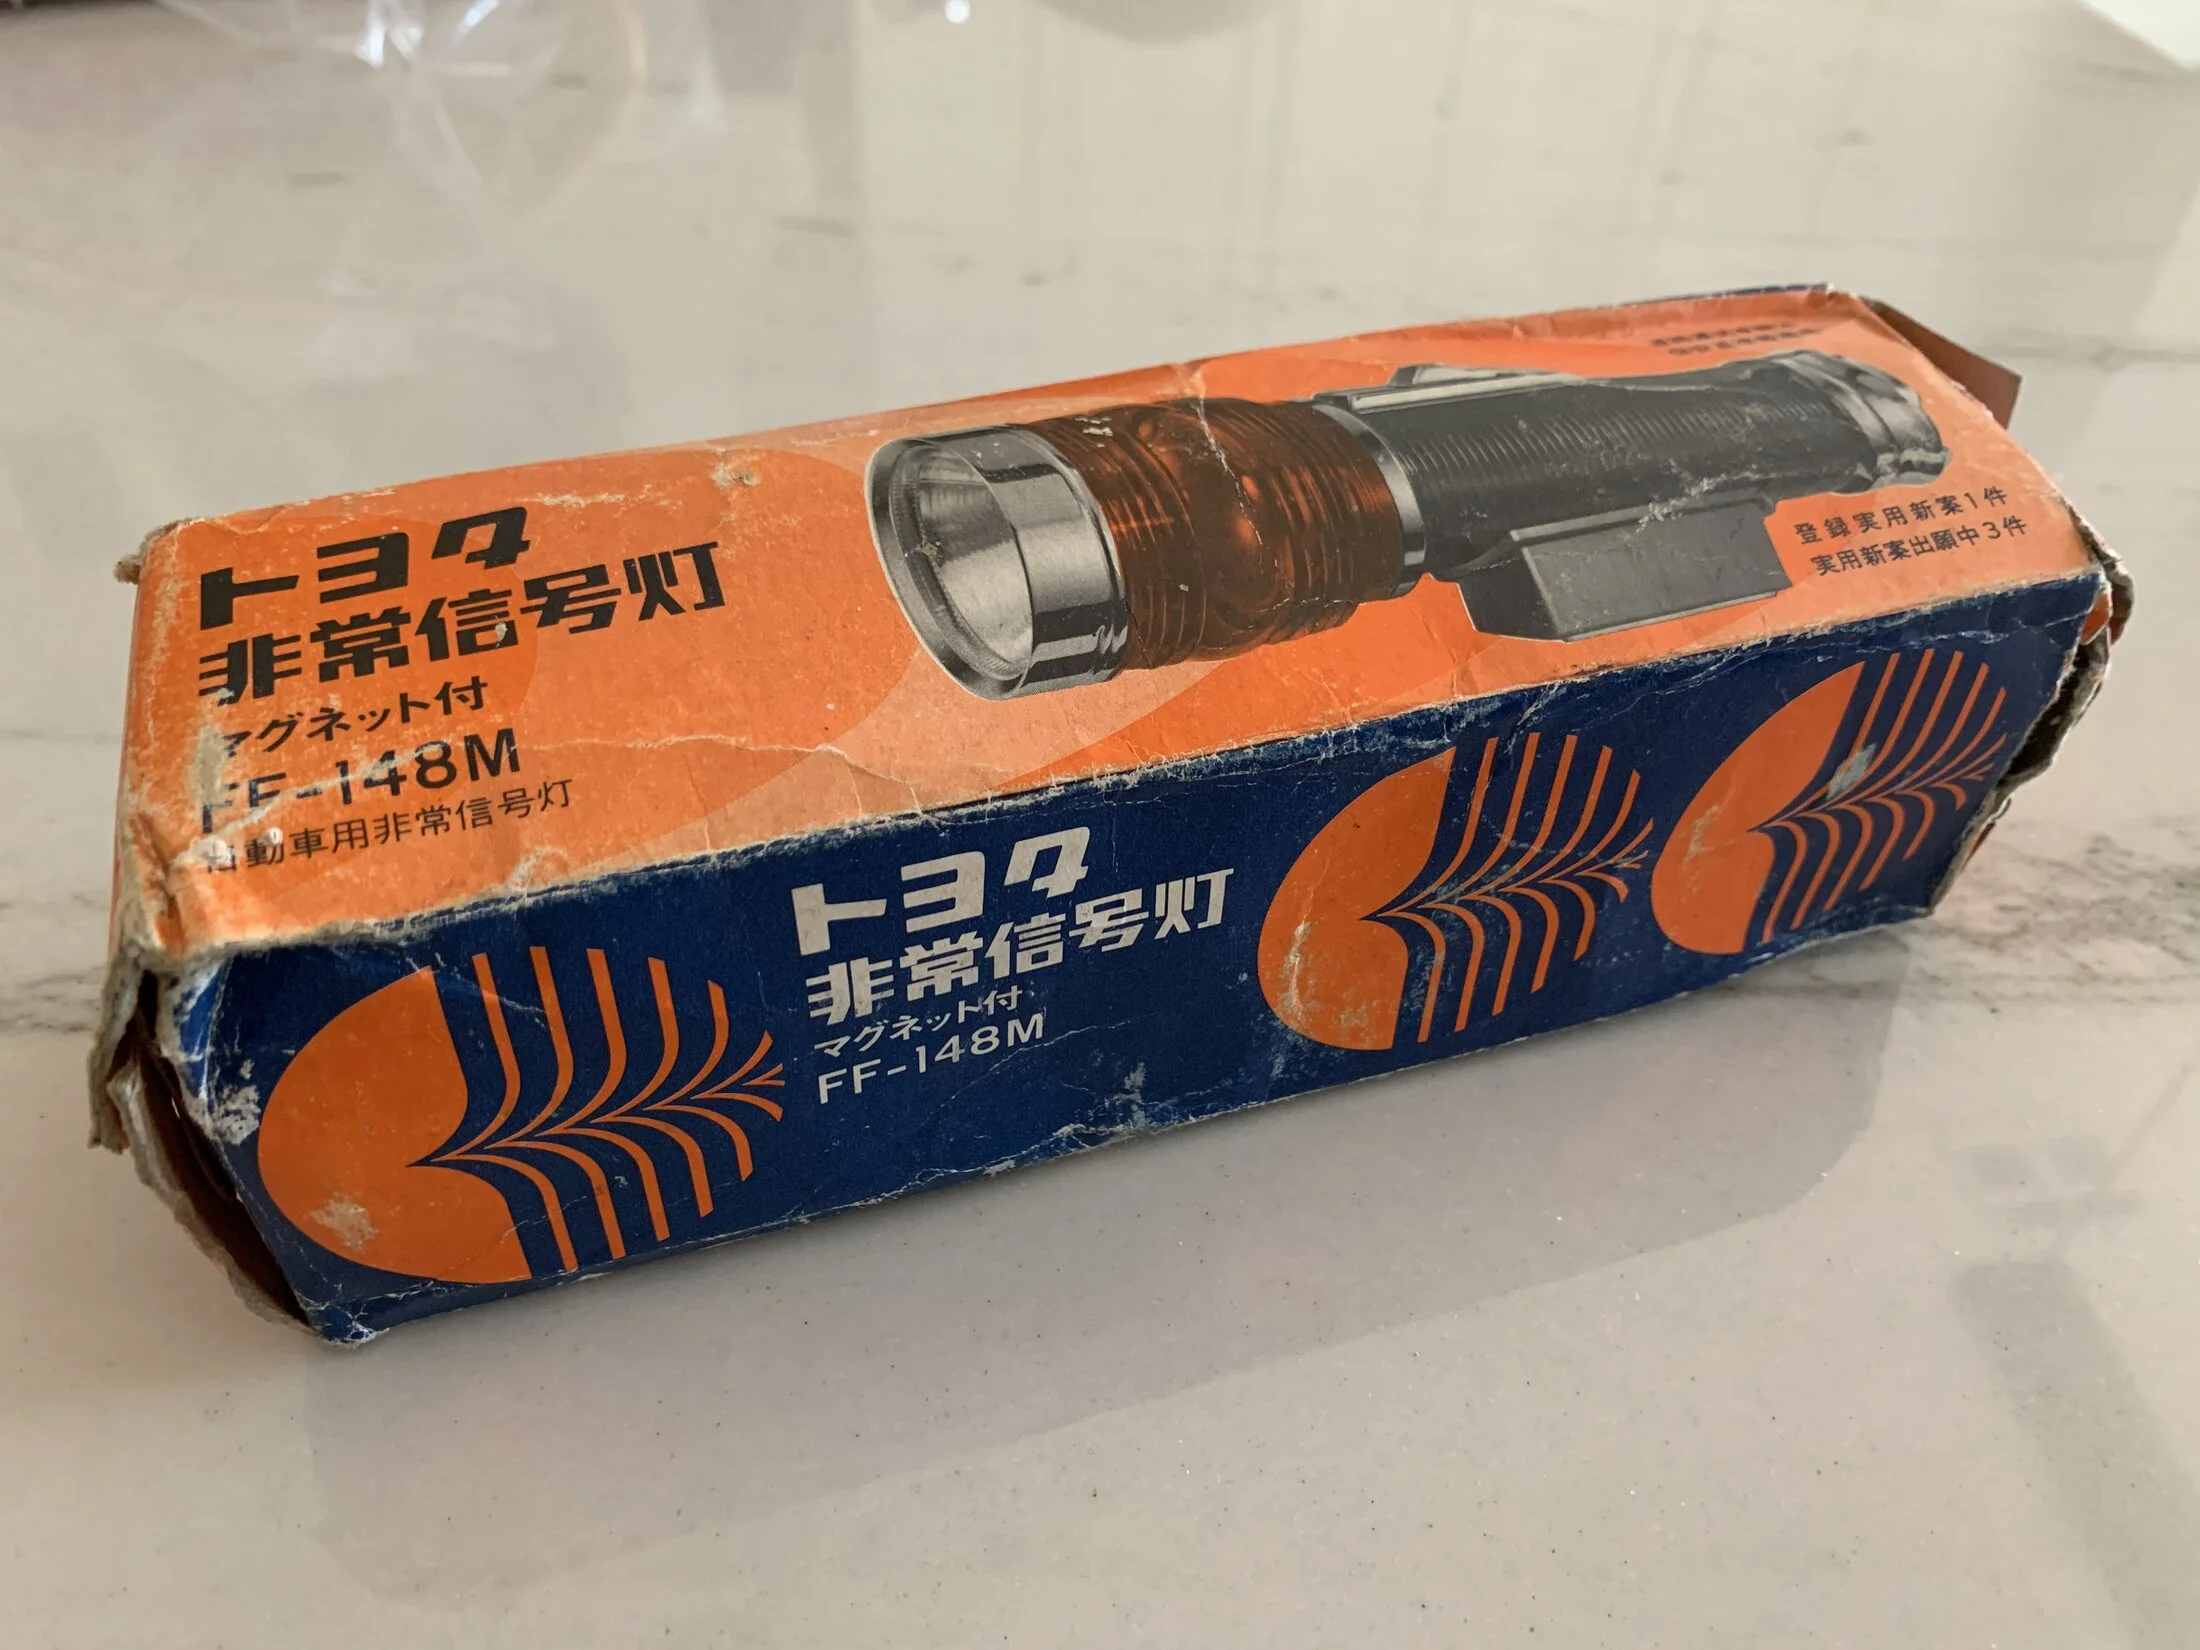 トヨタ
非常信号灯
マグネット付
FF-148M
自動車用非常信号灯
登録実用新案1件
実用新案出願中3件
トヨタ
非常信号灯
マグネット付
FF-148M